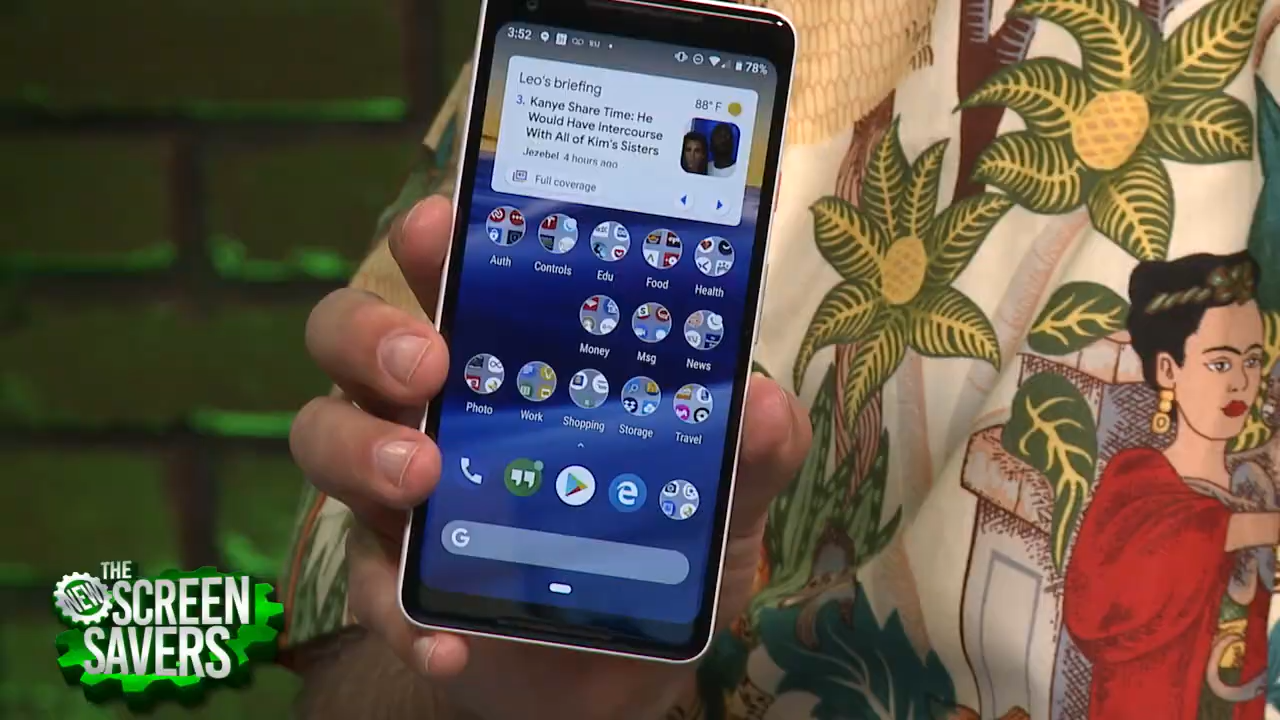 3:52
78%
Leo's briefing
88° F
3. Kanye Share Time: He
Would Have Intercourse
With All of Kim's Sisters
Jezebel 4 hours ago
Full coverage
Auth
Controls
Edu
Food
Health
Money
Msg
News
Photo
Work
Shopping
Storage
Travel
G
THE
NEW
SCREEN
SAVERS